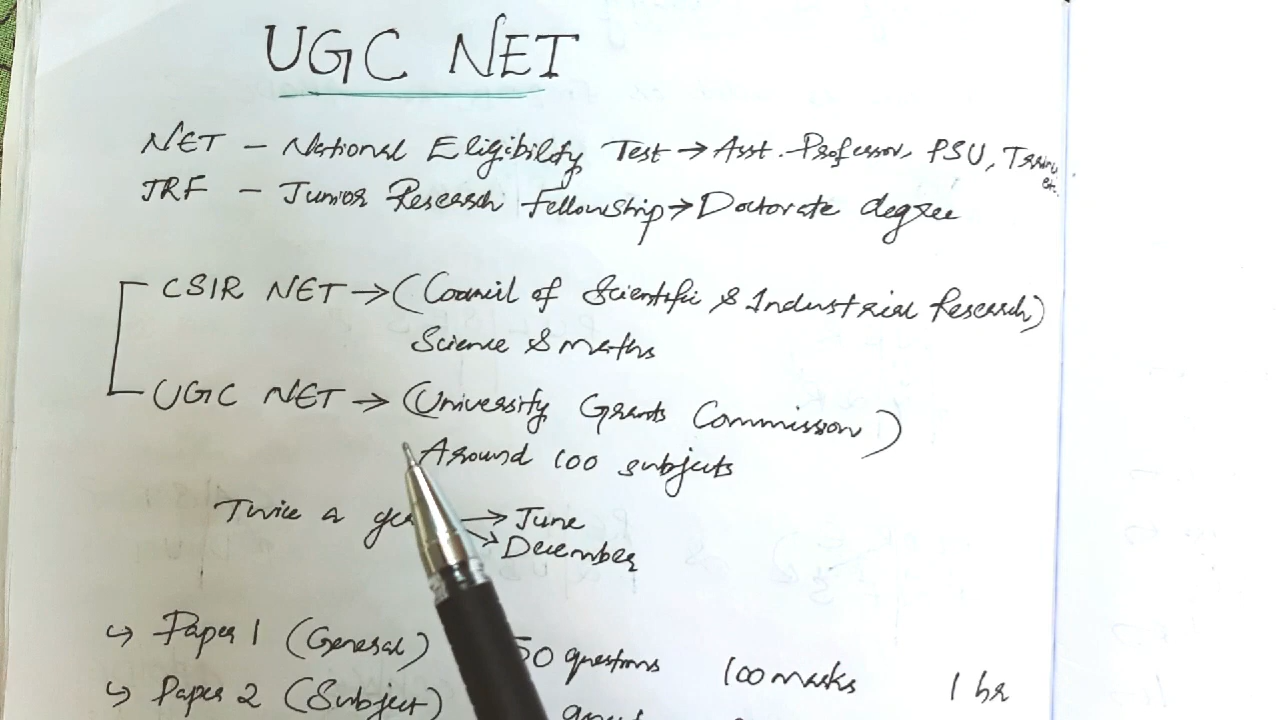 UGC NET
NET – National Eligibility Test → Asst. Professor, PSU,
etc.
JRF – Junior Research Fellowship → Doctorate degree
CSIR NET → (Council of Scientific & Industrial Research)
Science & maths
UGC NET → (University Grants Commission)
Around 100 subjects
Twice a → June
→ December
↪ Paper 1 (General) 50 questions 100 marks 1 hr
↪ Paper 2 (Subject)